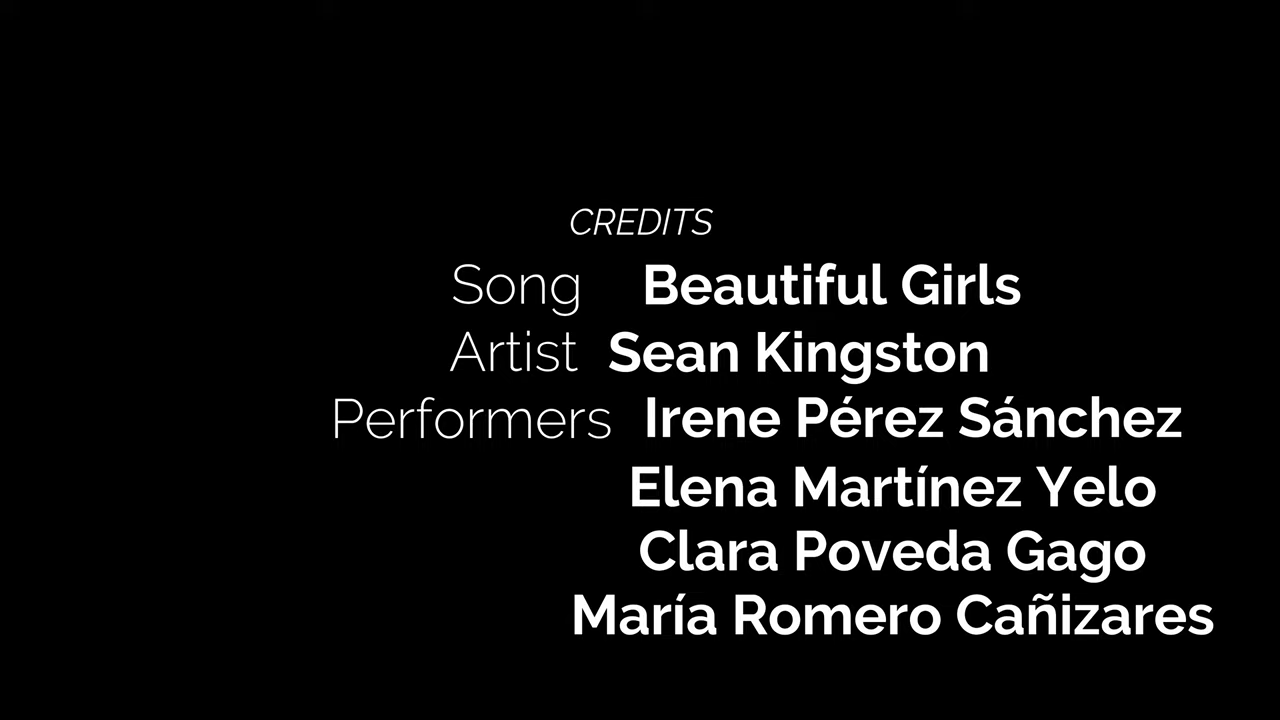 CREDITS
Song Beautiful Girls
Artist Sean Kingston
Performers Irene Pérez Sánchez
Elena Martínez Yelo
Clara Poveda Gago
María Romero Cañizares